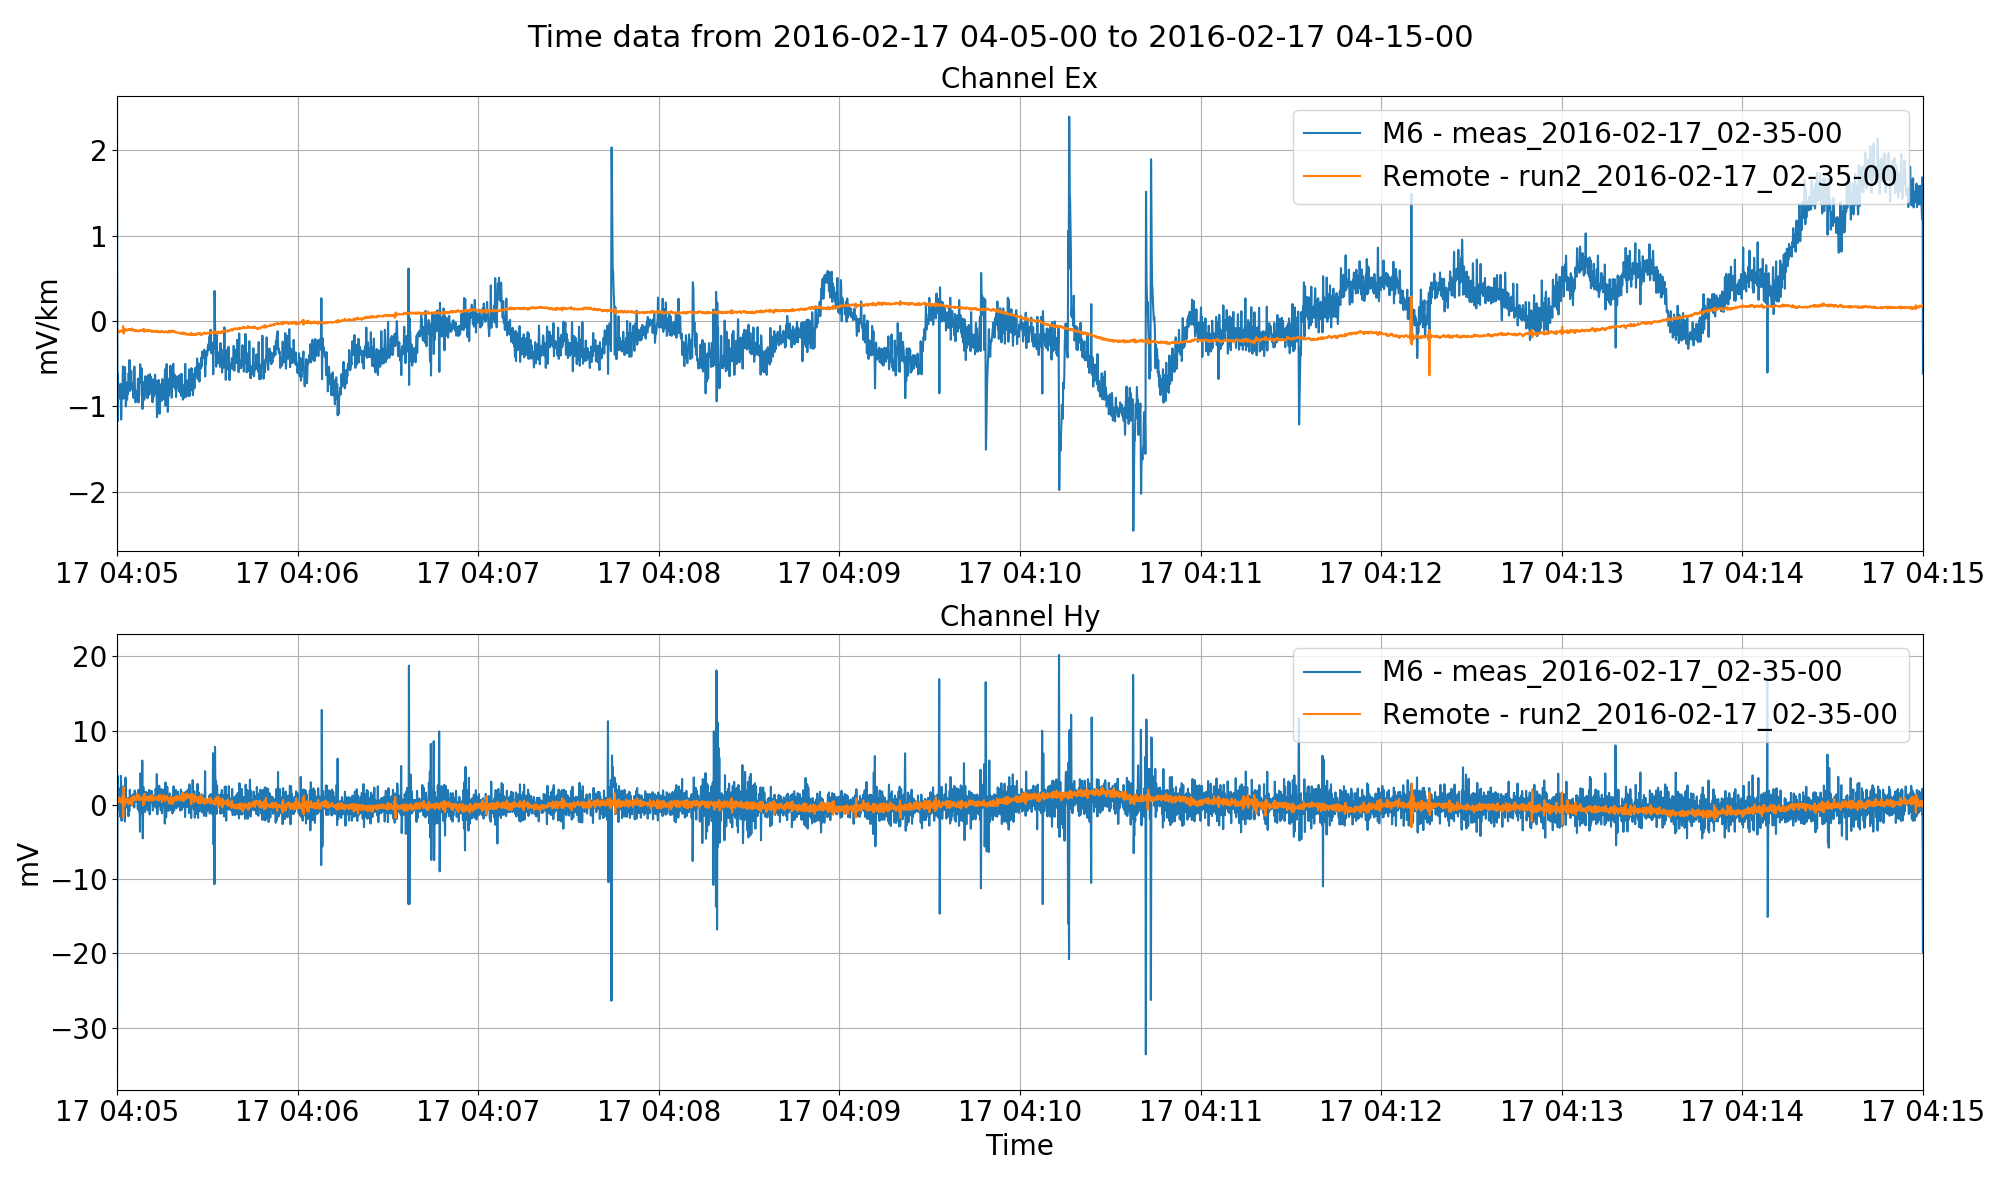 Time data from 2016-02-17 04-05-00 to 2016-02-17 04-15-00
Channel Ex
M6 - meas_2016-02-17_02-35-00
Remote - run2_2016-02-17_02-35-00
mV/km
2
1
0
−1
−2
17 04:05 17 04:06 17 04:07 17 04:08 17 04:09 17 04:10 17 04:11 17 04:12 17 04:13 17 04:14 17 04:15
Channel Hy
M6 - meas_2016-02-17_02-35-00
Remote - run2_2016-02-17_02-35-00
mV
20
10
0
−10
−20
−30
17 04:05 17 04:06 17 04:07 17 04:08 17 04:09 17 04:10 17 04:11 17 04:12 17 04:13 17 04:14 17 04:15
Time